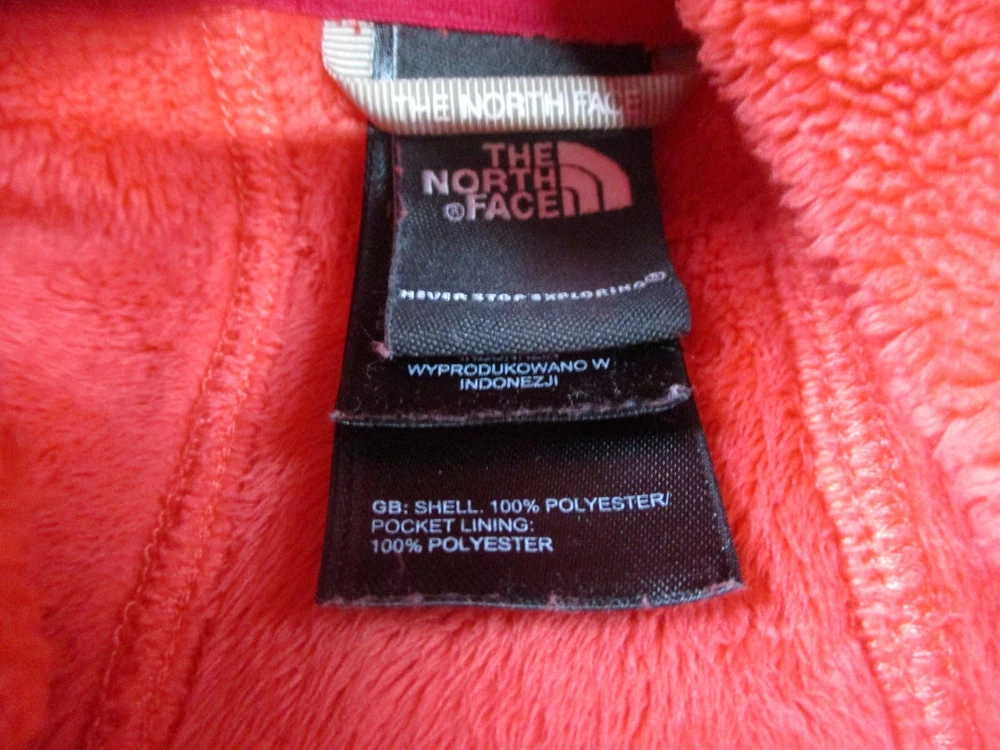 THE NORTH FACE
THE
NORTH
®FACE
NEVER STOP EXPLORING®
WYPRODUKOWANO W
INDONEZJI
GB: SHELL. 100% POLYESTER/
POCKET LINING:
100% POLYESTER